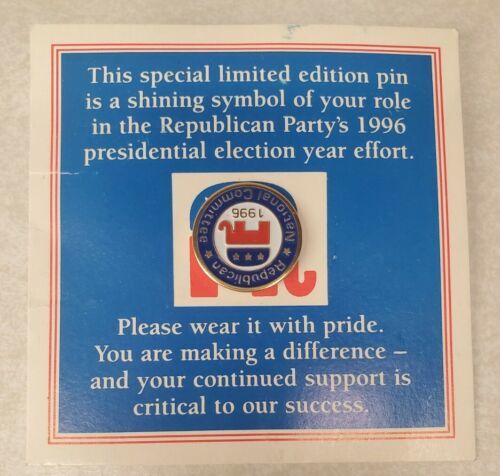 This special limited edition pin
is a shining symbol of your role
in the Republican Party's 1996
presidential election year effort.
Republican National Committee
1996
Please wear it with pride.
You are making a difference –
and your continued support is
critical to our success.